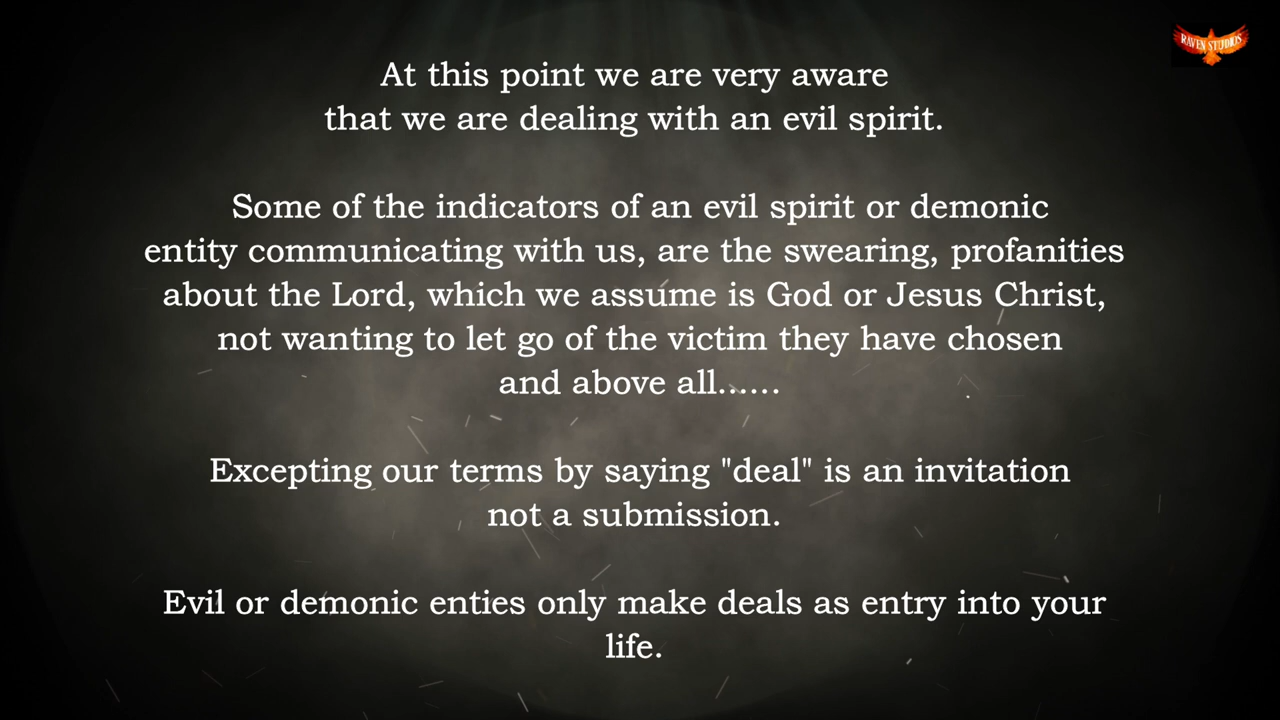 RAVEN STUDIOS
At this point we are very aware
that we are dealing with an evil spirit.
Some of the indicators of an evil spirit or demonic
entity communicating with us, are the swearing, profanities
about the Lord, which we assume is God or Jesus Christ,
not wanting to let go of the victim they have chosen
and above all......
Excepting our terms by saying "deal" is an invitation
not a submission.
Evil or demonic enties only make deals as entry into your
life.